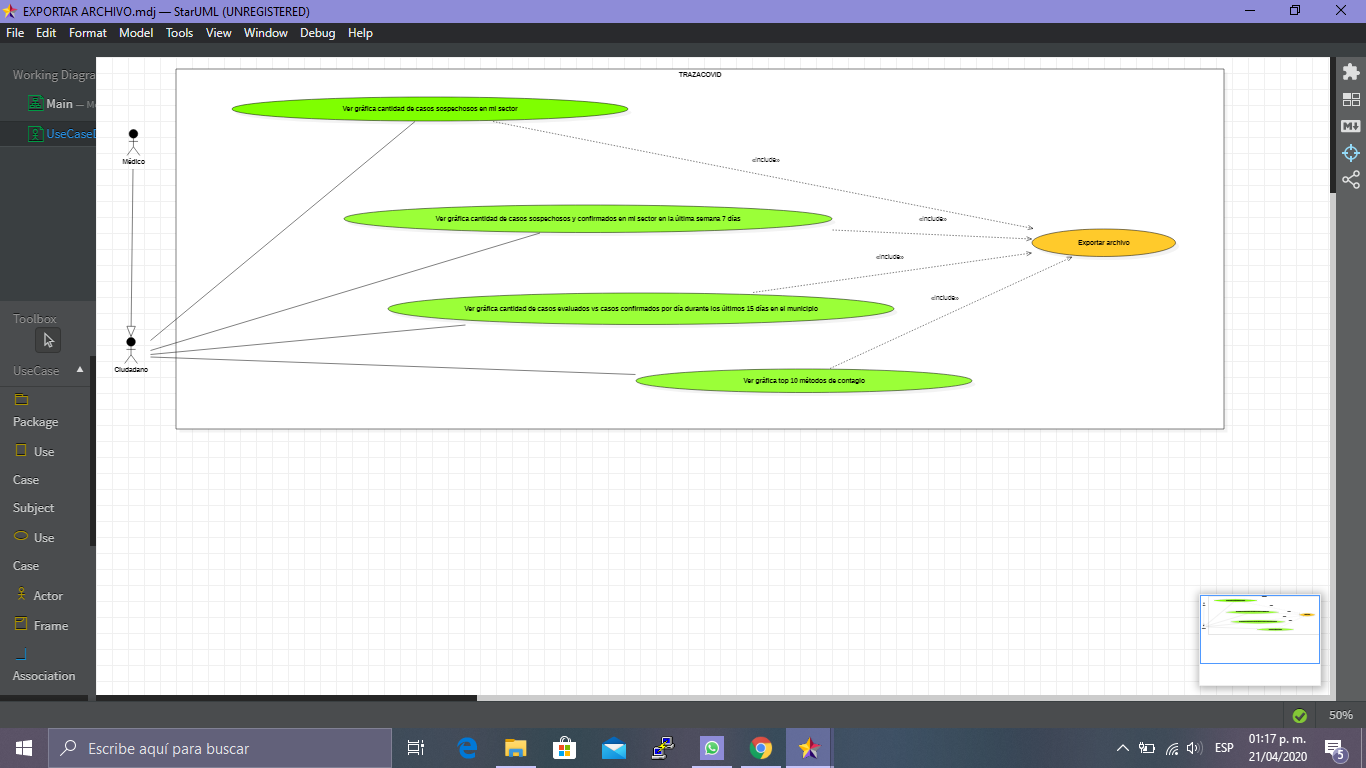 EXPORTAR ARCHIVO.mdj — StarUML (UNREGISTERED)
File Edit Format Model Tools View Window Debug Help
Working Diagra
Main — M
UseCase
Toolbox
UseCase
Package
Use
Case
Subject
Use
Case
Actor
Frame
Association
TRAZACOVID
Médico
Ciudadano
Ver gráfica cantidad de casos sospechosos en mi sector
«include»
Ver gráfica cantidad de casos sospechosos y confirmados en mi sector en la última semana 7 días
«include»
Exportar archivo
«include»
Ver gráfica cantidad de casos evaluados vs casos confirmados por día durante los últimos 15 días en el municipio
«include»
Ver gráfica top 10 métodos de contagio
M
50%
Escribe aquí para buscar
ESP
01:17 p. m.
21/04/2020
5